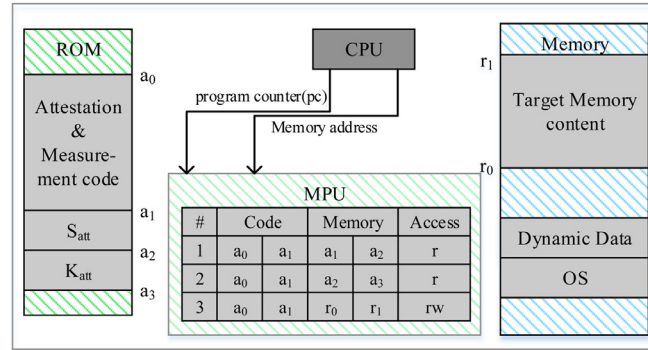 ROM
a0
Attestation
&
Measure-
ment code
a1
Satt
a2
Katt
a3
CPU
program counter(pc)
Memory address
MPU
# Code Memory Access
1 a0 a1 a1 a2 r
2 a0 a1 a2 a3 r
3 a0 a1 r0 r1 rw
Memory
r1
Target Memory
content
r0
Dynamic Data
OS